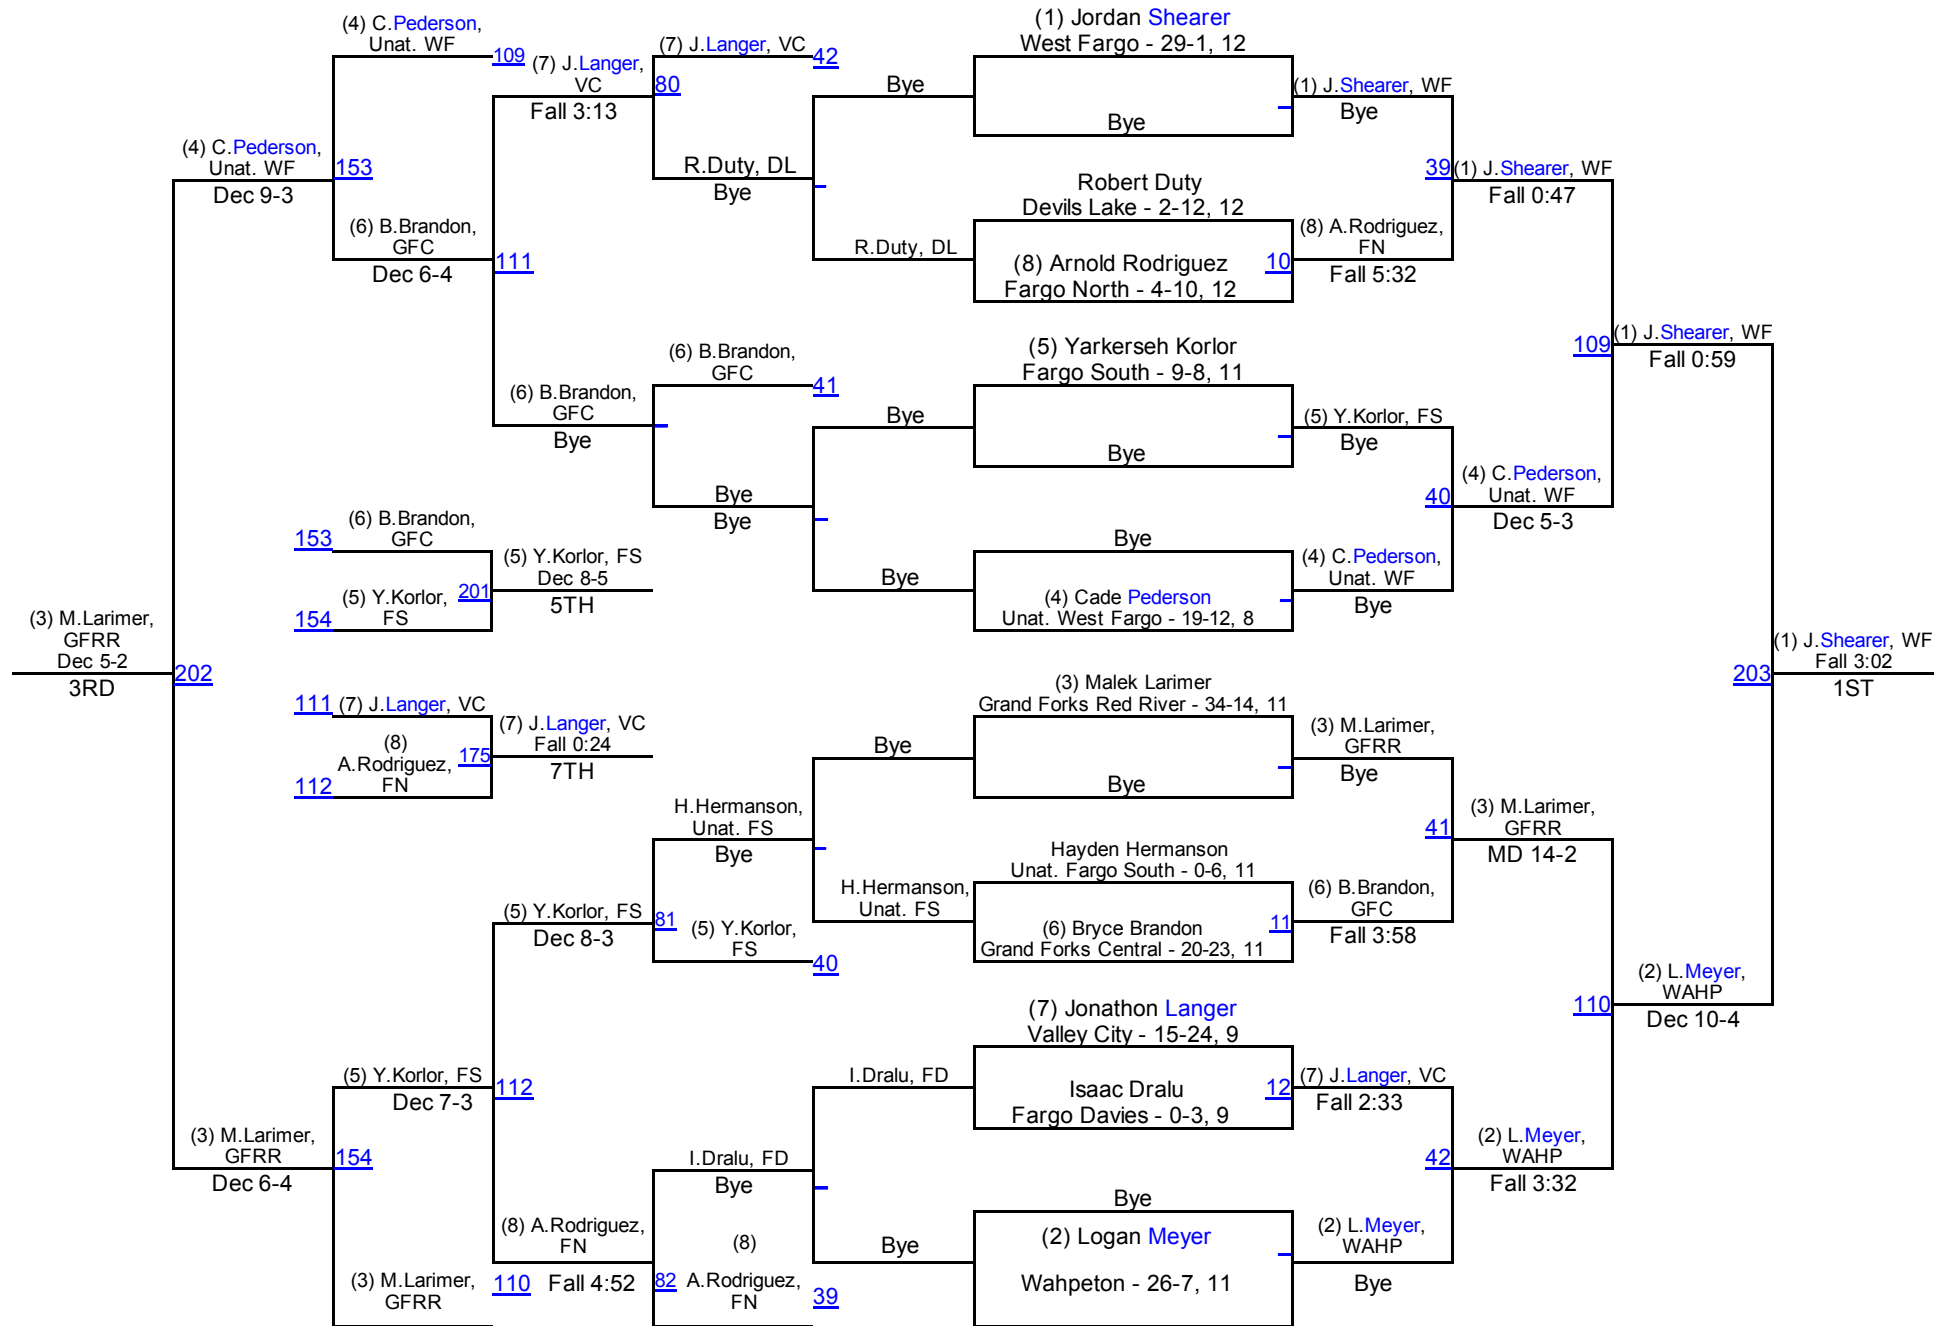 (4) C.Pederson,
Unat. WF
109
(7) J.Langer,
VC
Fall 3:13
(7) J.Langer, VC
42
80
(4) C.Pederson,
Unat. WF
Dec 9-3
153
R.Duty, DL
Bye
(6) B.Brandon,
GFC
Dec 6-4
111
Bye
R.Duty, DL
(6) B.Brandon,
GFC
41
(6) B.Brandon,
GFC
Bye
Bye
Bye
Bye
Bye
153
(6) B.Brandon,
GFC
(5) Y.Korlor, FS
Dec 8-5
5TH
201
154
(5) Y.Korlor,
FS
(3) M.Larimer,
GFRR
Dec 5-2
3RD
202
111
(7) J.Langer, VC
(7) J.Langer, VC
Fall 0:24
7TH
175
(8)
A.Rodriguez,
FN
112
Bye
H.Hermanson,
Unat. FS
Bye
H.Hermanson,
Unat. FS
(5) Y.Korlor, FS
Dec 8-3
81
(5) Y.Korlor,
FS
40
(5) Y.Korlor, FS
Dec 7-3
112
I.Dralu, FD
(3) M.Larimer,
GFRR
Dec 6-4
154
I.Dralu, FD
Bye
Bye
(8) A.Rodriguez,
FN
Fall 4:52
82
(8)
A.Rodriguez,
FN
39
(3) M.Larimer,
GFRR
110
(1) Jordan Shearer
West Fargo - 29-1, 12
Bye
(1) J.Shearer, WF
Bye
Robert Duty
Devils Lake - 2-12, 12
(8) Arnold Rodriguez
Fargo North - 4-10, 12
10
(8) A.Rodriguez,
FN
Fall 5:32
39
(1) J.Shearer, WF
Fall 0:47
(5) Yarkerseh Korlor
Fargo South - 9-8, 11
Bye
(5) Y.Korlor, FS
Bye
109
(1) J.Shearer, WF
Fall 0:59
Bye
(4) Cade Pederson
Unat. West Fargo - 19-12, 8
(4) C.Pederson,
Unat. WF
Bye
40
(4) C.Pederson,
Unat. WF
Dec 5-3
203
(1) J.Shearer, WF
Fall 3:02
1ST
(3) Malek Larimer
Grand Forks Red River - 34-14, 11
Bye
(3) M.Larimer,
GFRR
Bye
41
(3) M.Larimer,
GFRR
MD 14-2
Hayden Hermanson
Unat. Fargo South - 0-6, 11
(6) Bryce Brandon
Grand Forks Central - 20-23, 11
11
(6) B.Brandon,
GFC
Fall 3:58
110
(2) L.Meyer,
WAHP
Dec 10-4
(7) Jonathon Langer
Valley City - 15-24, 9
Isaac Dralu
Fargo Davies - 0-3, 9
12
(7) J.Langer, VC
Fall 2:33
42
(2) L.Meyer,
WAHP
Fall 3:32
Bye
(2) Logan Meyer
Wahpeton - 26-7, 11
(2) L.Meyer,
WAHP
Bye